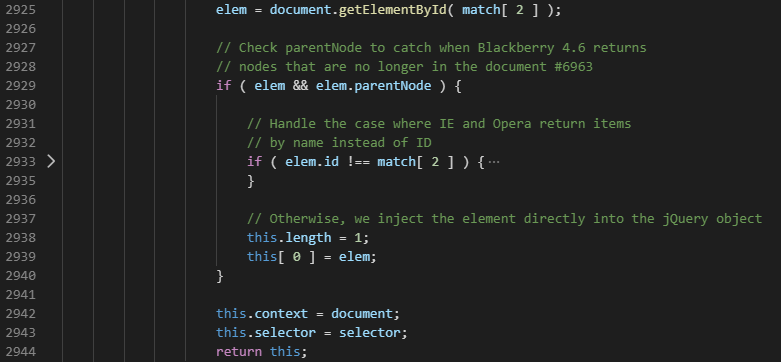 2925 elem = document.getElementById( match[ 2 ] );
2926
2927 // Check parentNode to catch when Blackberry 4.6 returns
2928 // nodes that are no longer in the document #6963
2929 if ( elem && elem.parentNode ) {
2930
2931 // Handle the case where IE and Opera return items
2932 // by name instead of ID
2933 if ( elem.id !== match[ 2 ] ) {⋯
2935 }
2936
2937 // Otherwise, we inject the element directly into the jQuery object
2938 this.length = 1;
2939 this[ 0 ] = elem;
2940 }
2941
2942 this.context = document;
2943 this.selector = selector;
2944 return this;